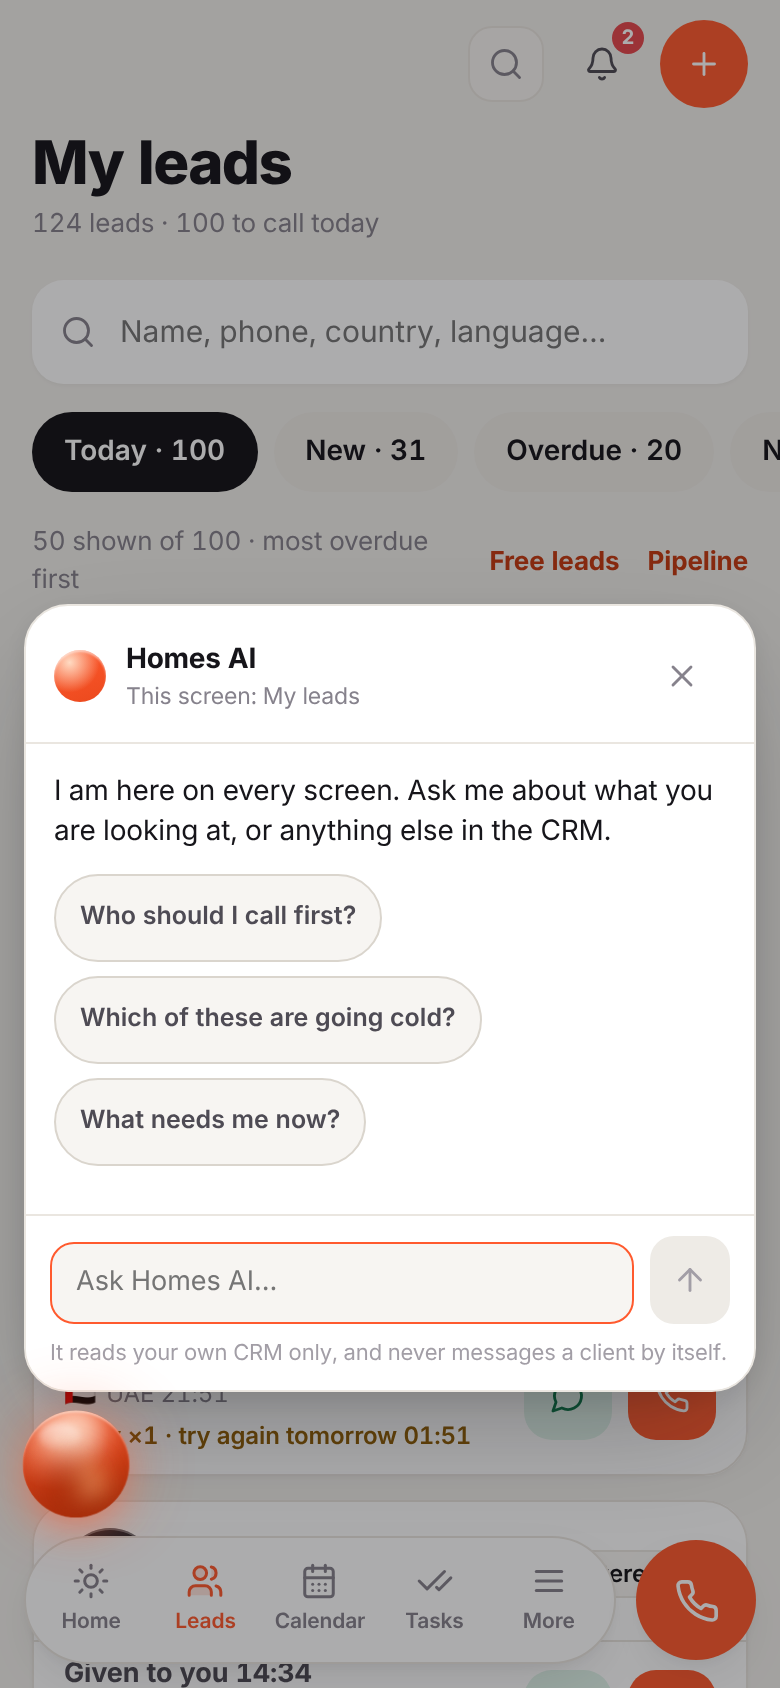 2
My leads
124 leads · 100 to call today
Name, phone, country, language...
Today · 100
New · 31
Overdue · 20
50 shown of 100 · most overdue
first
Free leads
Pipeline
Homes AI
This screen: My leads
I am here on every screen. Ask me about what you
are looking at, or anything else in the CRM.
Who should I call first?
Which of these are going cold?
What needs me now?
Ask Homes AI...
It reads your own CRM only, and never messages a client by itself.
UAE 21:51
×1 · try again tomorrow 01:51
Home
Leads
Calendar
Tasks
More
Given to you 14:34